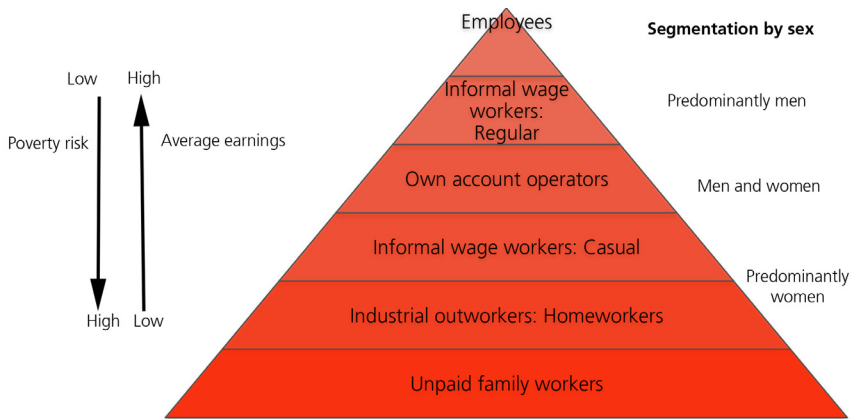 Employees
Segmentation by sex
Low
High
Informal wage
workers:
Regular
Predominantly men
Poverty risk
Average earnings
Own account operators
Men and women
Informal wage workers: Casual
Predominantly
women
High
Low
Industrial outworkers: Homeworkers
Unpaid family workers